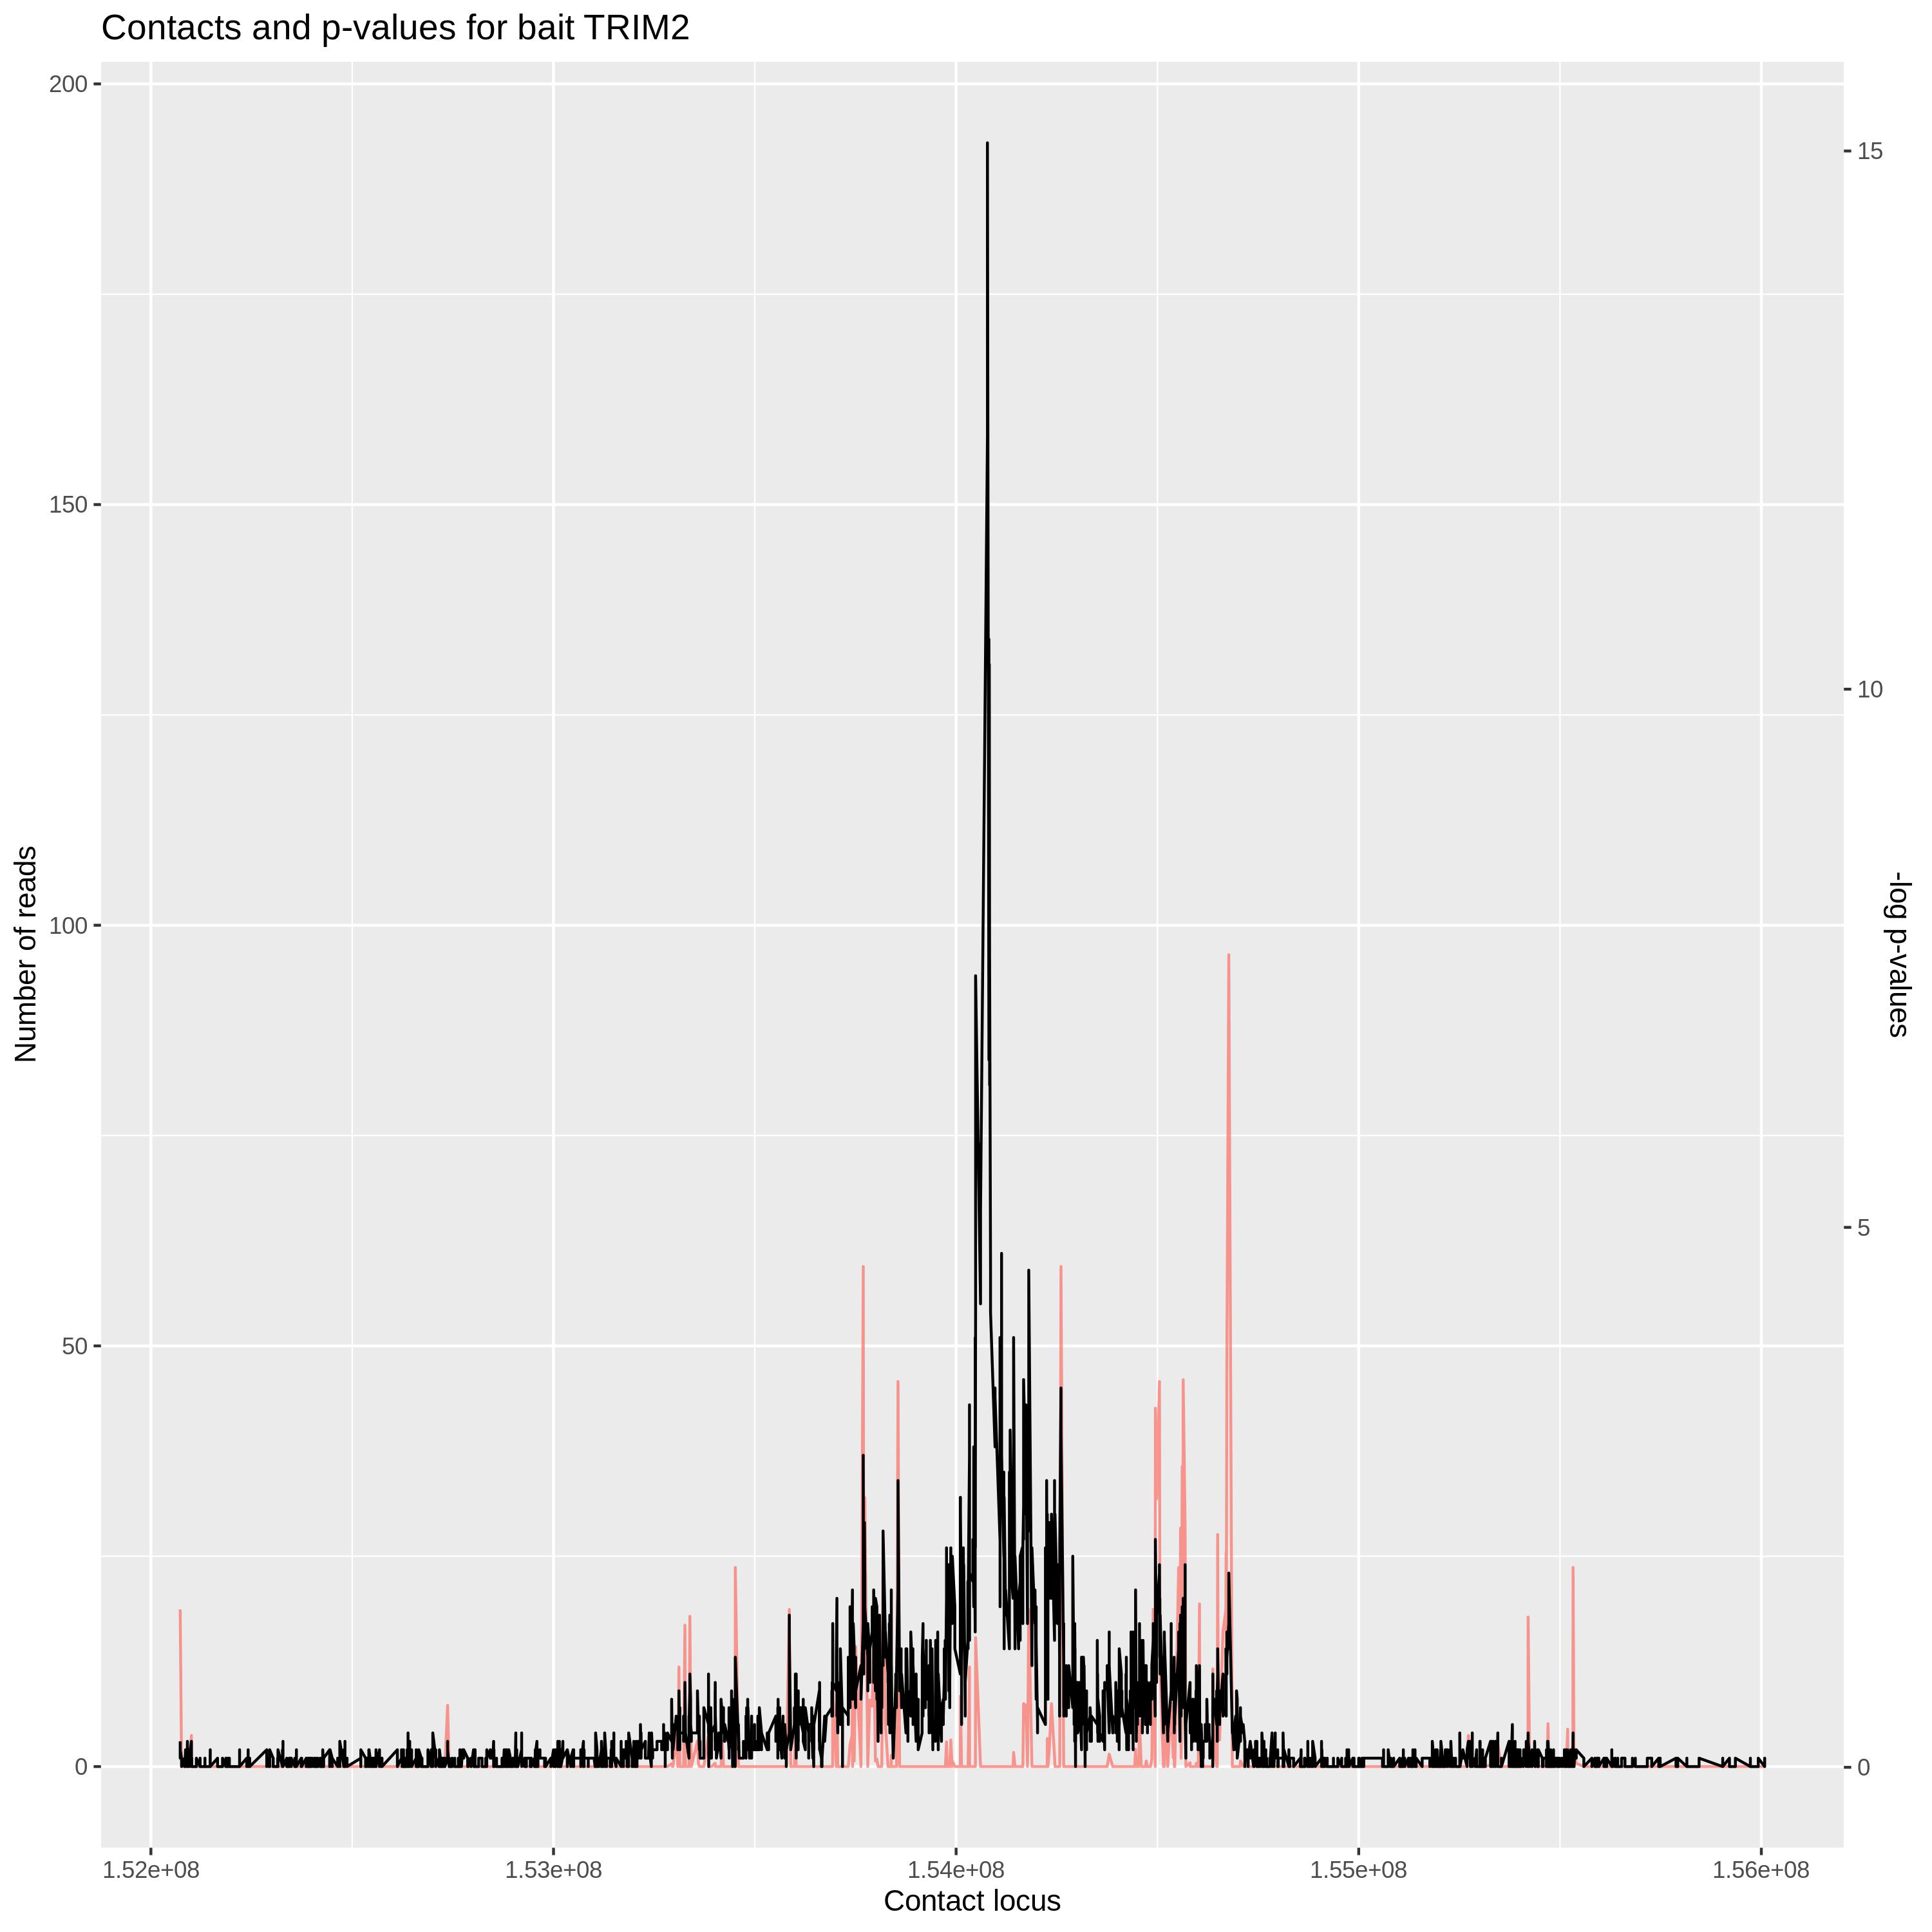 Contacts and p-values for bait TRIM2
200
150
100
50
0
Number of reads
15
10
5
0
-log p-values
1.52e+08
1.53e+08
1.54e+08
1.55e+08
1.56e+08
Contact locus